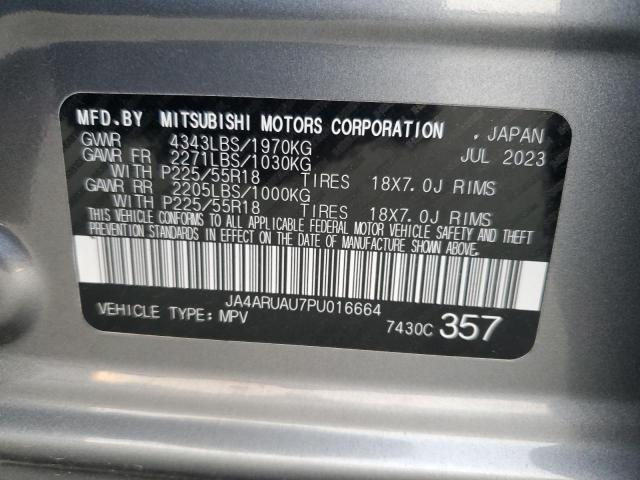 MFD.BY MITSUBISHI MOTORS CORPORATION , JAPAN
GVWR 4343LBS/1970KG JUL 2023
GAWR FR 2271LBS/1030KG
WITH P225/55R18 TIRES 18X7.0J RIMS
GAWR RR 2205LBS/1000KG
WITH P225/55R18 TIRES 18X7.0J RIMS
THIS VEHICLE CONFORMS TO ALL APPLICABLE FEDERAL MOTOR VEHICLE SAFETY AND THEFT
PREVENTION STANDARDS IN EFFECT ON THE DATE OF MANUFACTURE SHOWN ABOVE.
JA4ARUAU7PU016664
VEHICLE TYPE: MPV 7430C 357